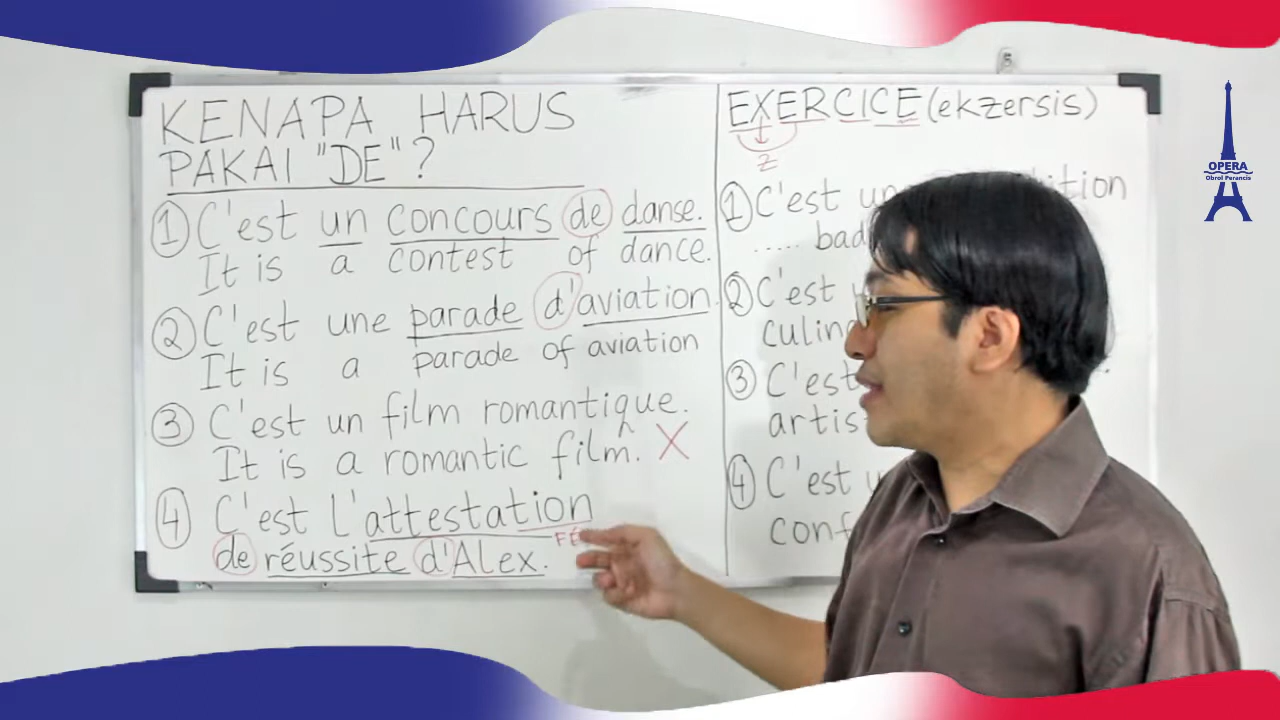 KENAPA HARUS
PAKAI "DE"?
① C'est un concours de danse.
It is a contest of dance.
② C'est une parade d'aviation.
It is a parade of aviation
③ C'est un film romantique.
It is a romantic film. X
④ C'est l'attestation
de réussite d'Alex.
FÉ
EXERCICE (ekzersis)
Z
① C'est
..... bad
② C'est
culina
③ C'est
artis
④ C'est
conf
OPERA
Obrol Perancis